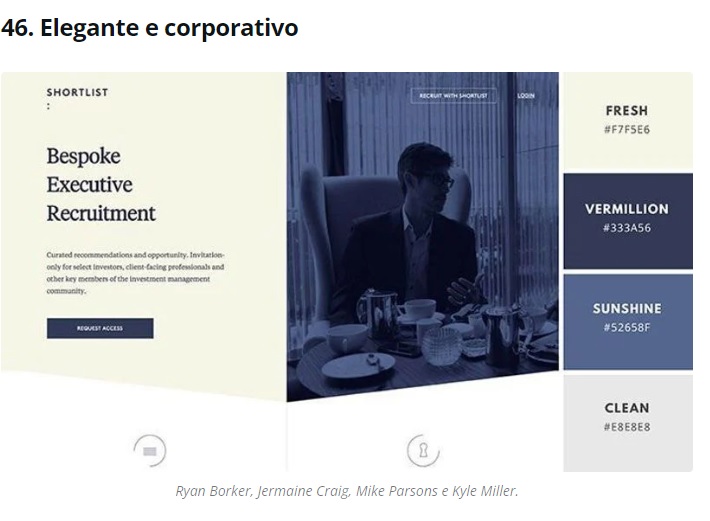 46. Elegante e corporativo
SHORTLIST
:
RECRUIT WITH SHORTLIST
LOGIN
Bespoke
Executive
Recruitment
Curated recommendations and opportunity. Invitation-
only for select investors, client-facing professionals and
other key members of the investment management
community.
REQUEST ACCESS
FRESH
#F7F5E6
VERMILLION
#333A56
SUNSHINE
#52658F
CLEAN
#E8E8E8
Ryan Borker, Jermaine Craig, Mike Parsons e Kyle Miller.